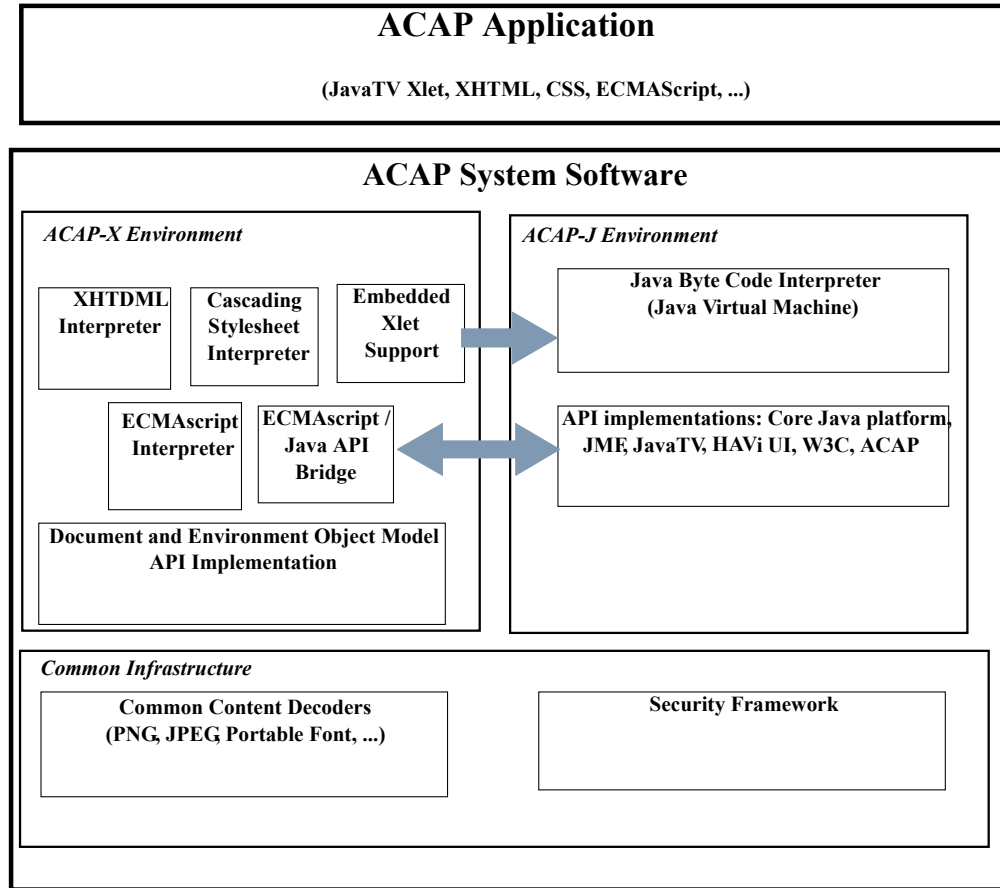 ACAP Application
(JavaTV Xlet, XHTML, CSS, ECMAScript, ...)
ACAP System Software
ACAP-X Environment
XHTDML
Interpreter
Cascading
Stylesheet
Interpreter
Embedded
Xlet
Support
ECMAscript
Interpreter
ECMAscript /
Java API
Bridge
Document and Environment Object Model
API Implementation
ACAP-J Environment
Java Byte Code Interpreter
(Java Virtual Machine)
API implementations: Core Java platform,
JMF, JavaTV, HAVi UI, W3C, ACAP
Common Infrastructure
Common Content Decoders
(PNG, JPEG, Portable Font, ...)
Security Framework